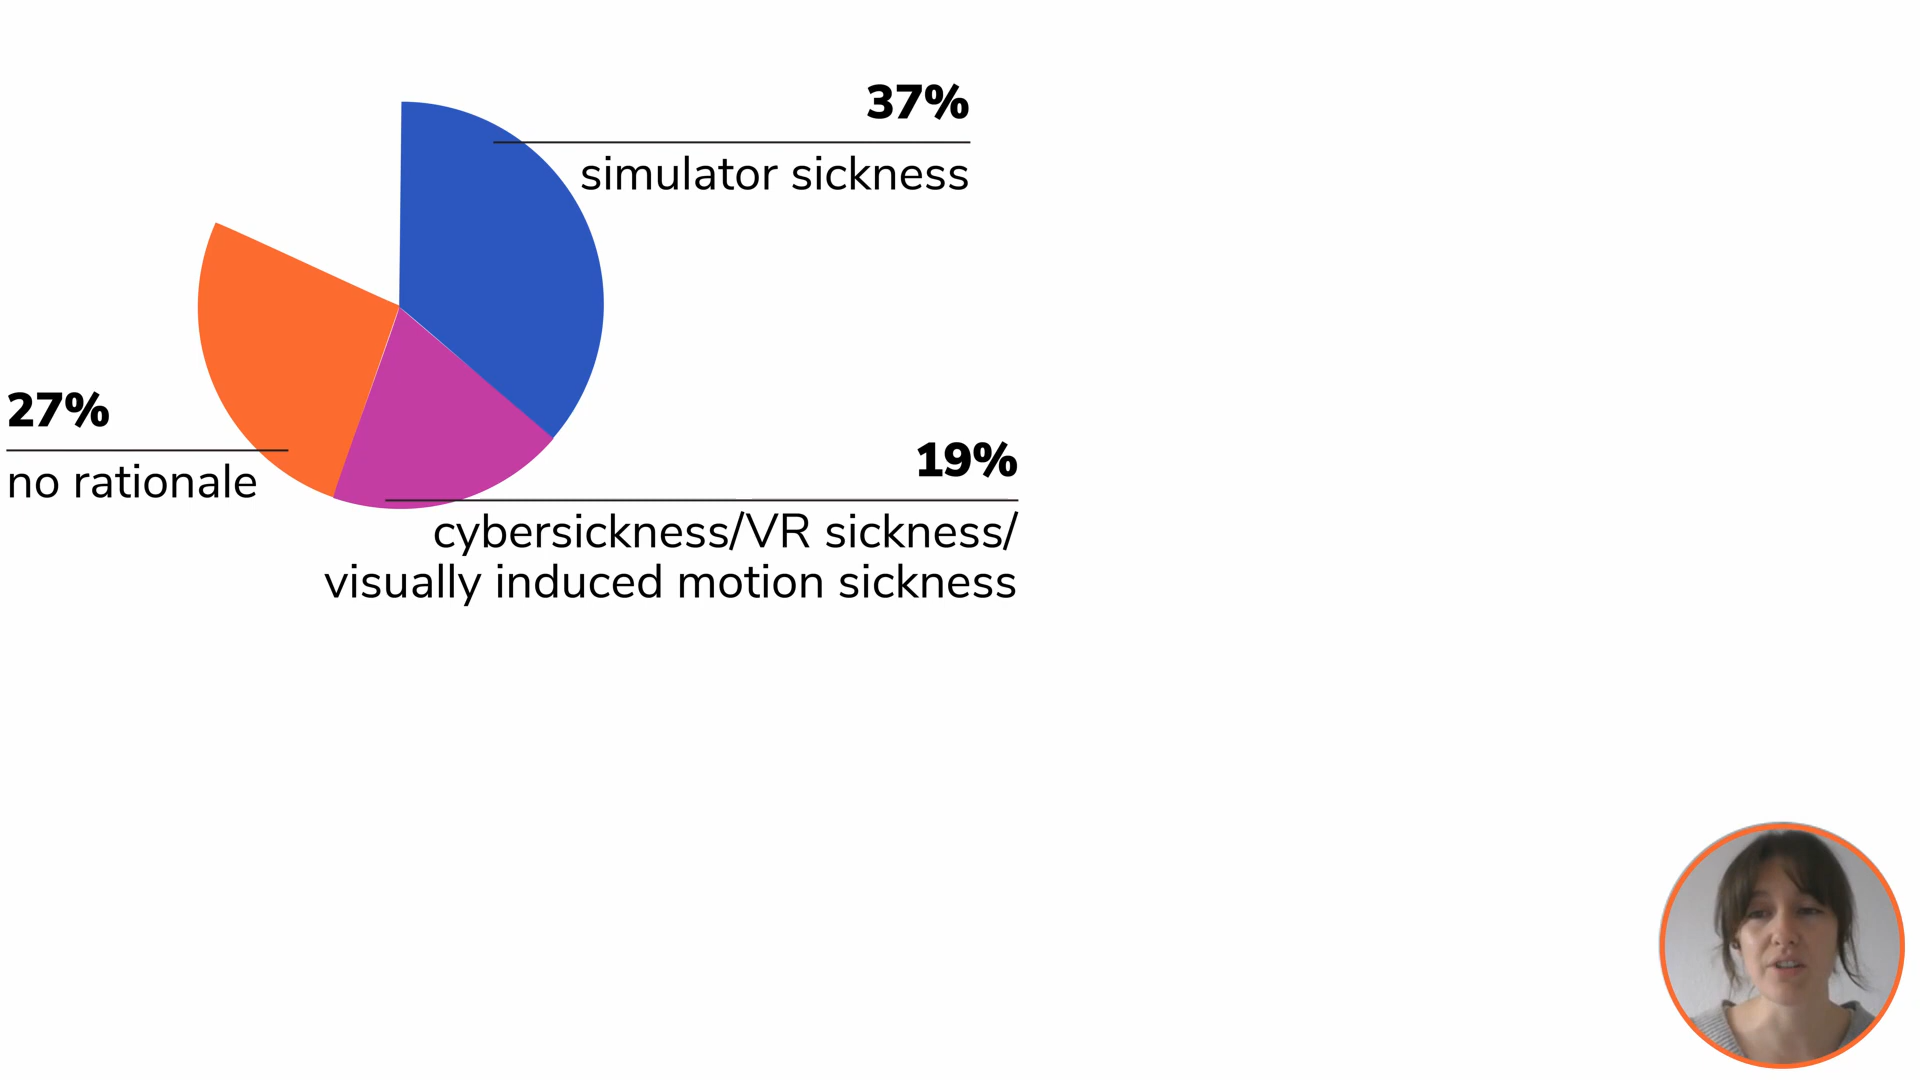 37%
simulator sickness
27%
no rationale
19%
cybersickness/VR sickness/
visually induced motion sickness